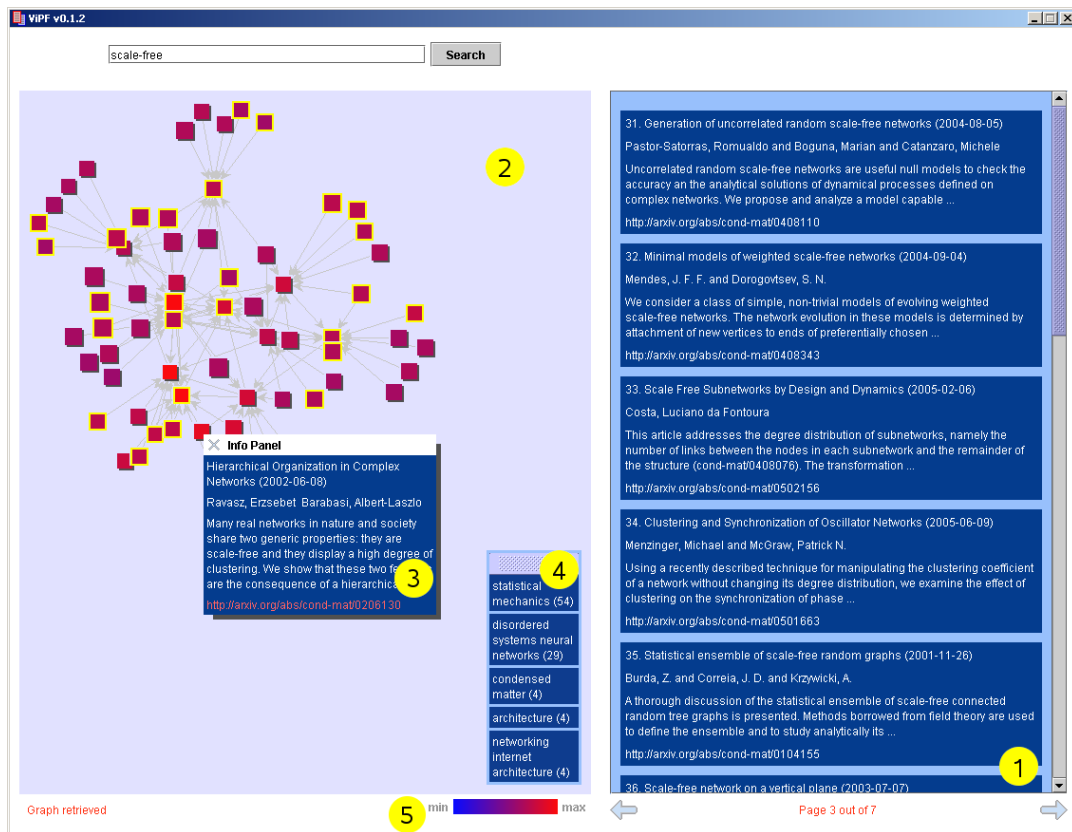 ViPF v0.1.2
scale-free
Search
2
31. Generation of uncorrelated random scale-free networks (2004-08-05)
Pastor-Satorras, Romualdo and Boguna, Marian and Catanzaro, Michele
Uncorrelated random scale-free networks are useful null models to check the
accuracy an the analytical solutions of dynamical processes defined on
complex networks. We propose and analyze a model capable ...
http://arxiv.org/abs/cond-mat/0408110
32. Minimal models of weighted scale-free networks (2004-09-04)
Mendes, J. F. F. and Dorogovtsev, S. N.
We consider a class of simple, non-trivial models of evolving weighted
scale-free networks. The network evolution in these models is determined by
attachment of new vertices to ends of preferentially chosen ...
http://arxiv.org/abs/cond-mat/0408343
33. Scale Free Subnetworks by Design and Dynamics (2005-02-06)
Costa, Luciano da Fontoura
This article addresses the degree distribution of subnetworks, namely the
number of links between the nodes in each subnetwork and the remainder of
the structure (cond-mat/0408076). The transformation ...
http://arxiv.org/abs/cond-mat/0502156
34. Clustering and Synchronization of Oscillator Networks (2005-06-09)
Menzinger, Michael and McGraw, Patrick N.
Using a recently described technique for manipulating the clustering coefficient
of a network without changing its degree distribution, we examine the effect of
clustering on the synchronization of phase ...
http://arxiv.org/abs/cond-mat/0501663
35. Statistical ensemble of scale-free random graphs (2001-11-26)
Burda, Z. and Correia, J. D. and Krzywicki, A.
A thorough discussion of the statistical ensemble of scale-free connected
random tree graphs is presented. Methods borrowed from field theory are used
to define the ensemble and to study analytically its ...
http://arxiv.org/abs/cond-mat/0104155
1
36. Scale-free network on a vertical plane (2003-07-07)
Page 3 out of 7
Info Panel
Hierarchical Organization in Complex
Networks (2002-06-08)
Ravasz, Erzsebet Barabasi, Albert-Laszlo
Many real networks in nature and society
share two generic properties: they are
scale-free and they display a high degree of
clustering. We show that these two
are the consequence of a
3
http://arxiv.org/abs/cond-mat/0206130
4
statistical
mechanics (54)
disordered
systems neural
networks (29)
condensed
matter (4)
architecture (4)
networking
internet
architecture (4)
Graph retrieved
5
min
max